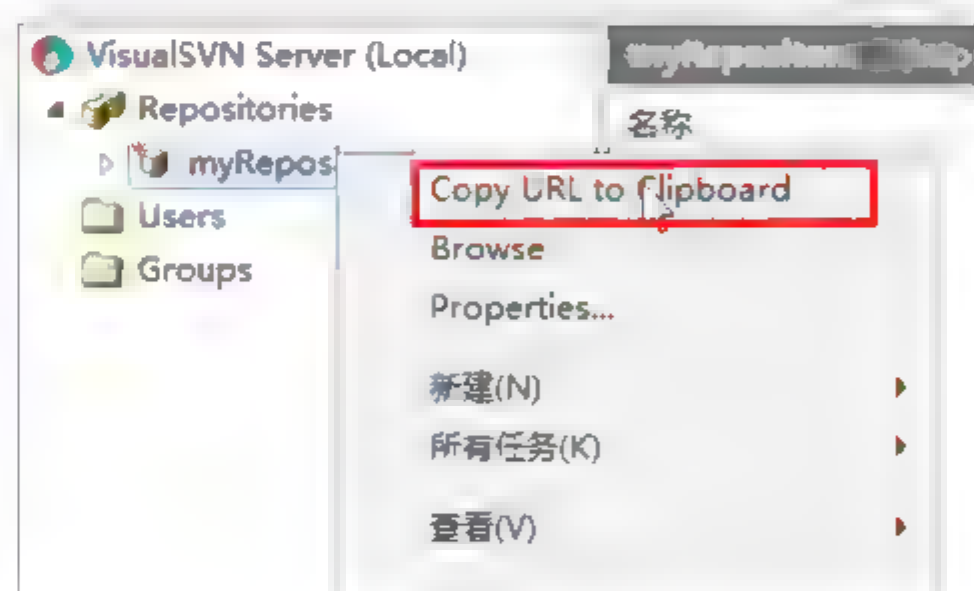 VisualSVN Server (Local)
Repositories
名称
myRepos
Copy URL to Clipboard
Users
Browse
Groups
Properties...
新建(N)
所有任务(K)
查看(V)